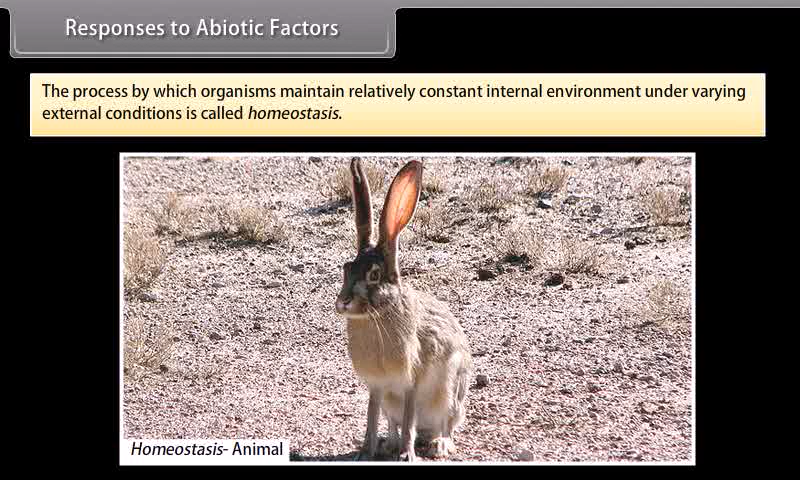 Responses to Abiotic Factors
The process by which organisms maintain relatively constant internal environment under varying
external conditions is called homeostasis.
Homeostasis- Animal